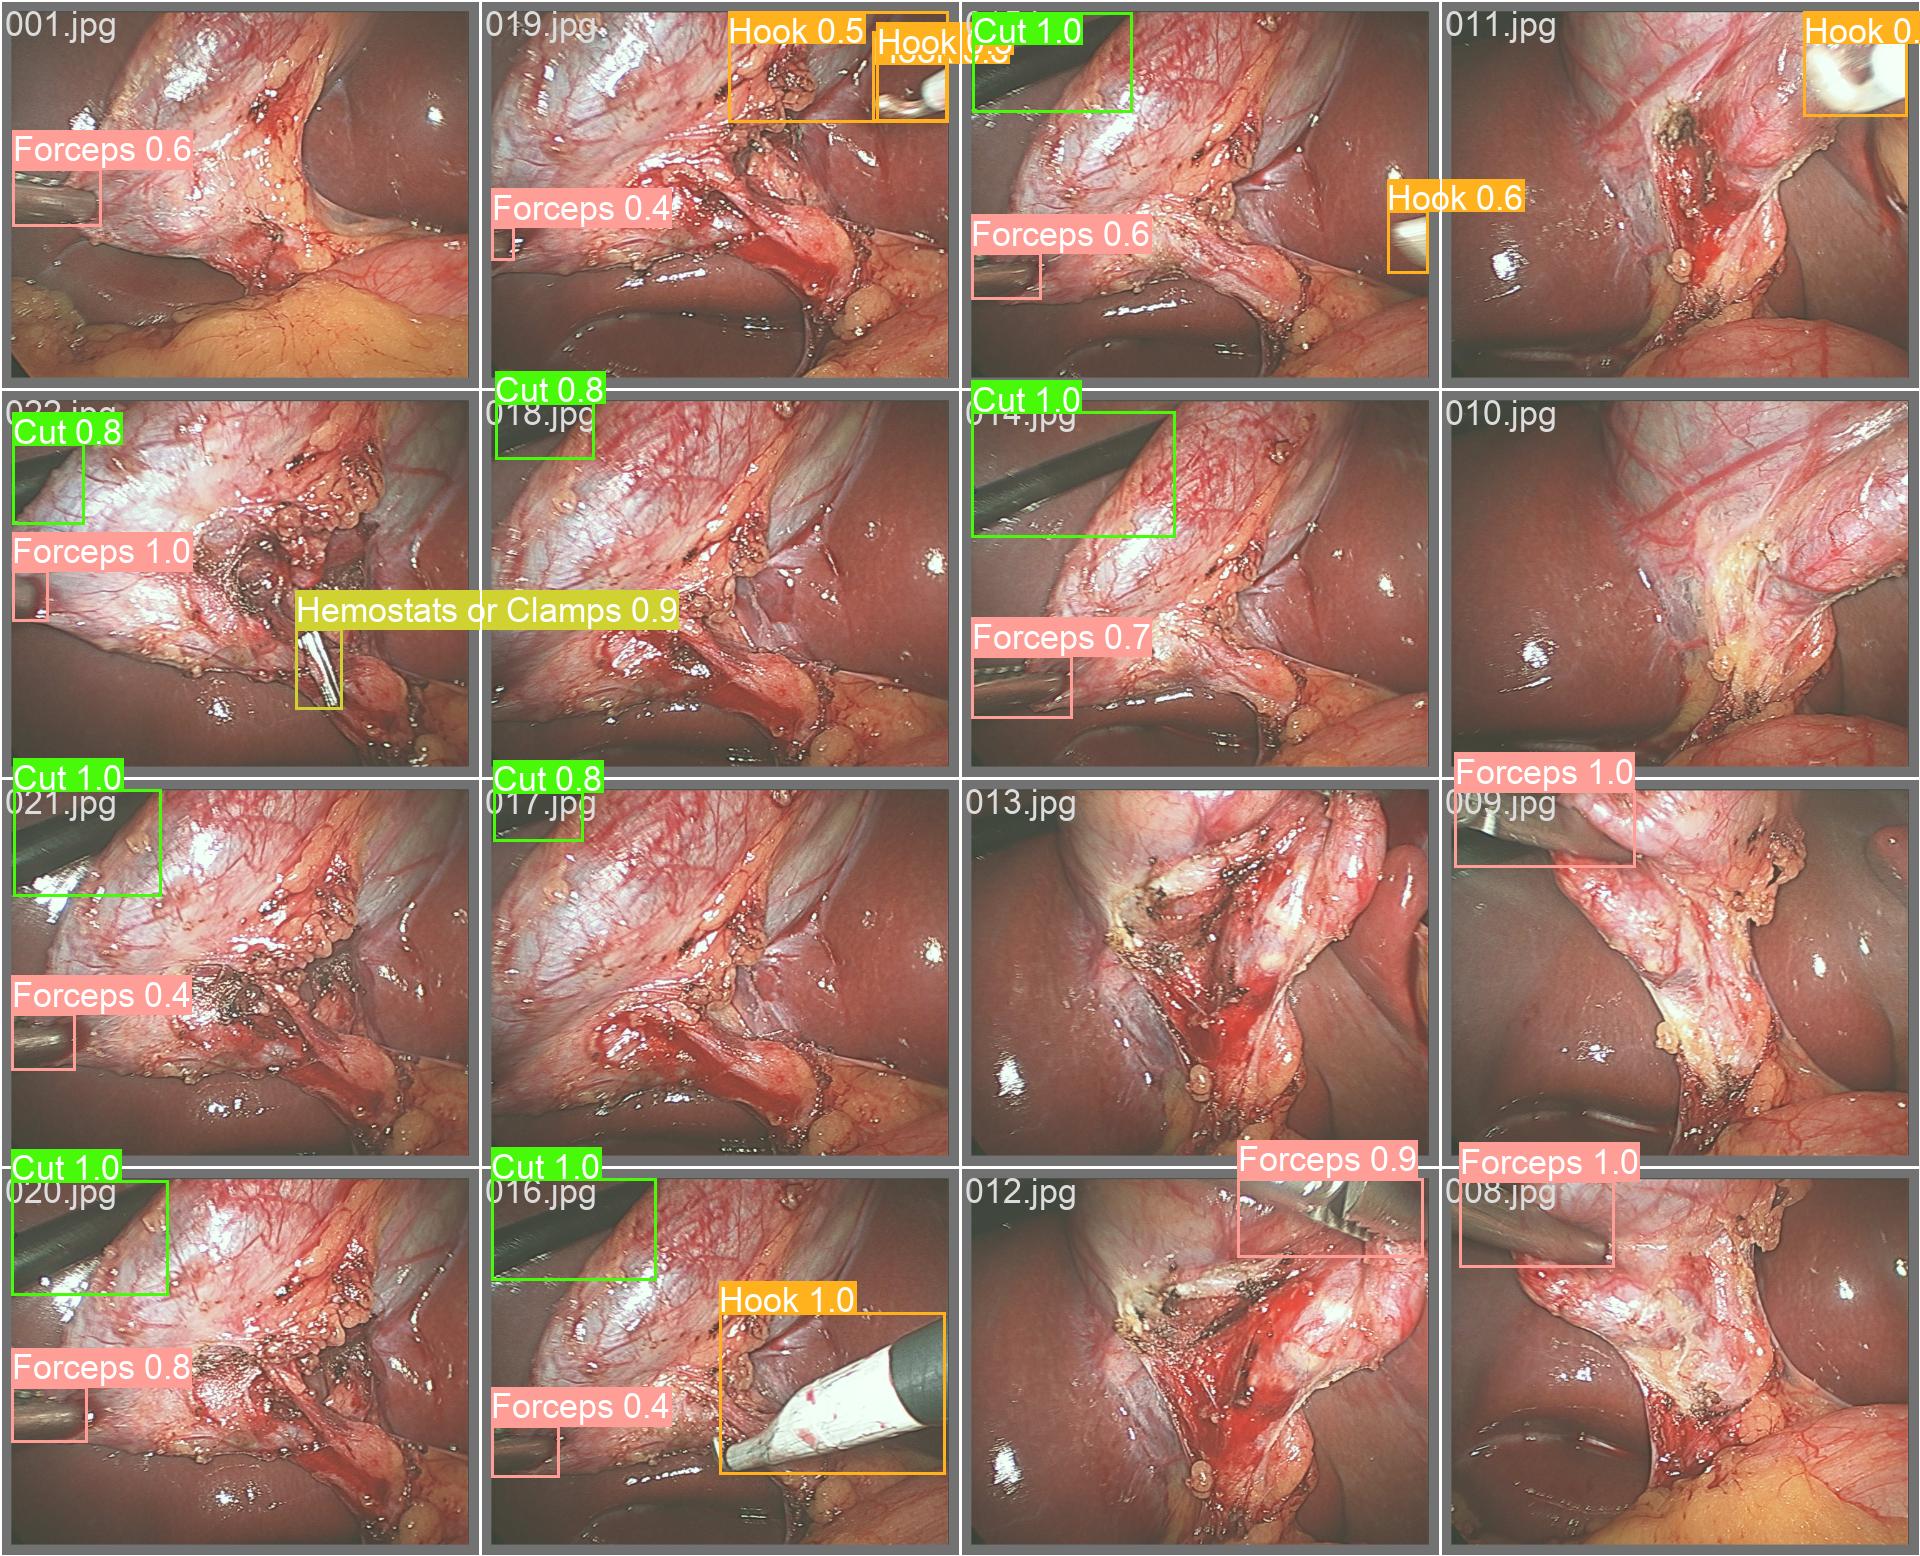 001.jpg
Forceps 0.6
019.jpg
Hook 0.5
Hook
Forceps 0.4
Cut 1.0
Forceps 0.6
Hook 0.6
011.jpg
Hook 0.
Cut 0.8
Forceps 1.0
Hemostats or Clamps 0.9
Cut 0.8
018.jpg
Cut 1.0
014.jpg
Forceps 0.7
010.jpg
Cut 1.0
021.jpg
Forceps 0.4
Cut 0.8
017.jpg
013.jpg
Forceps 1.0
009.jpg
Cut 1.0
020.jpg
Forceps 0.8
Cut 1.0
016.jpg
Hook 1.0
Forceps 0.4
Forceps 0.9
012.jpg
Forceps 1.0
008.jpg